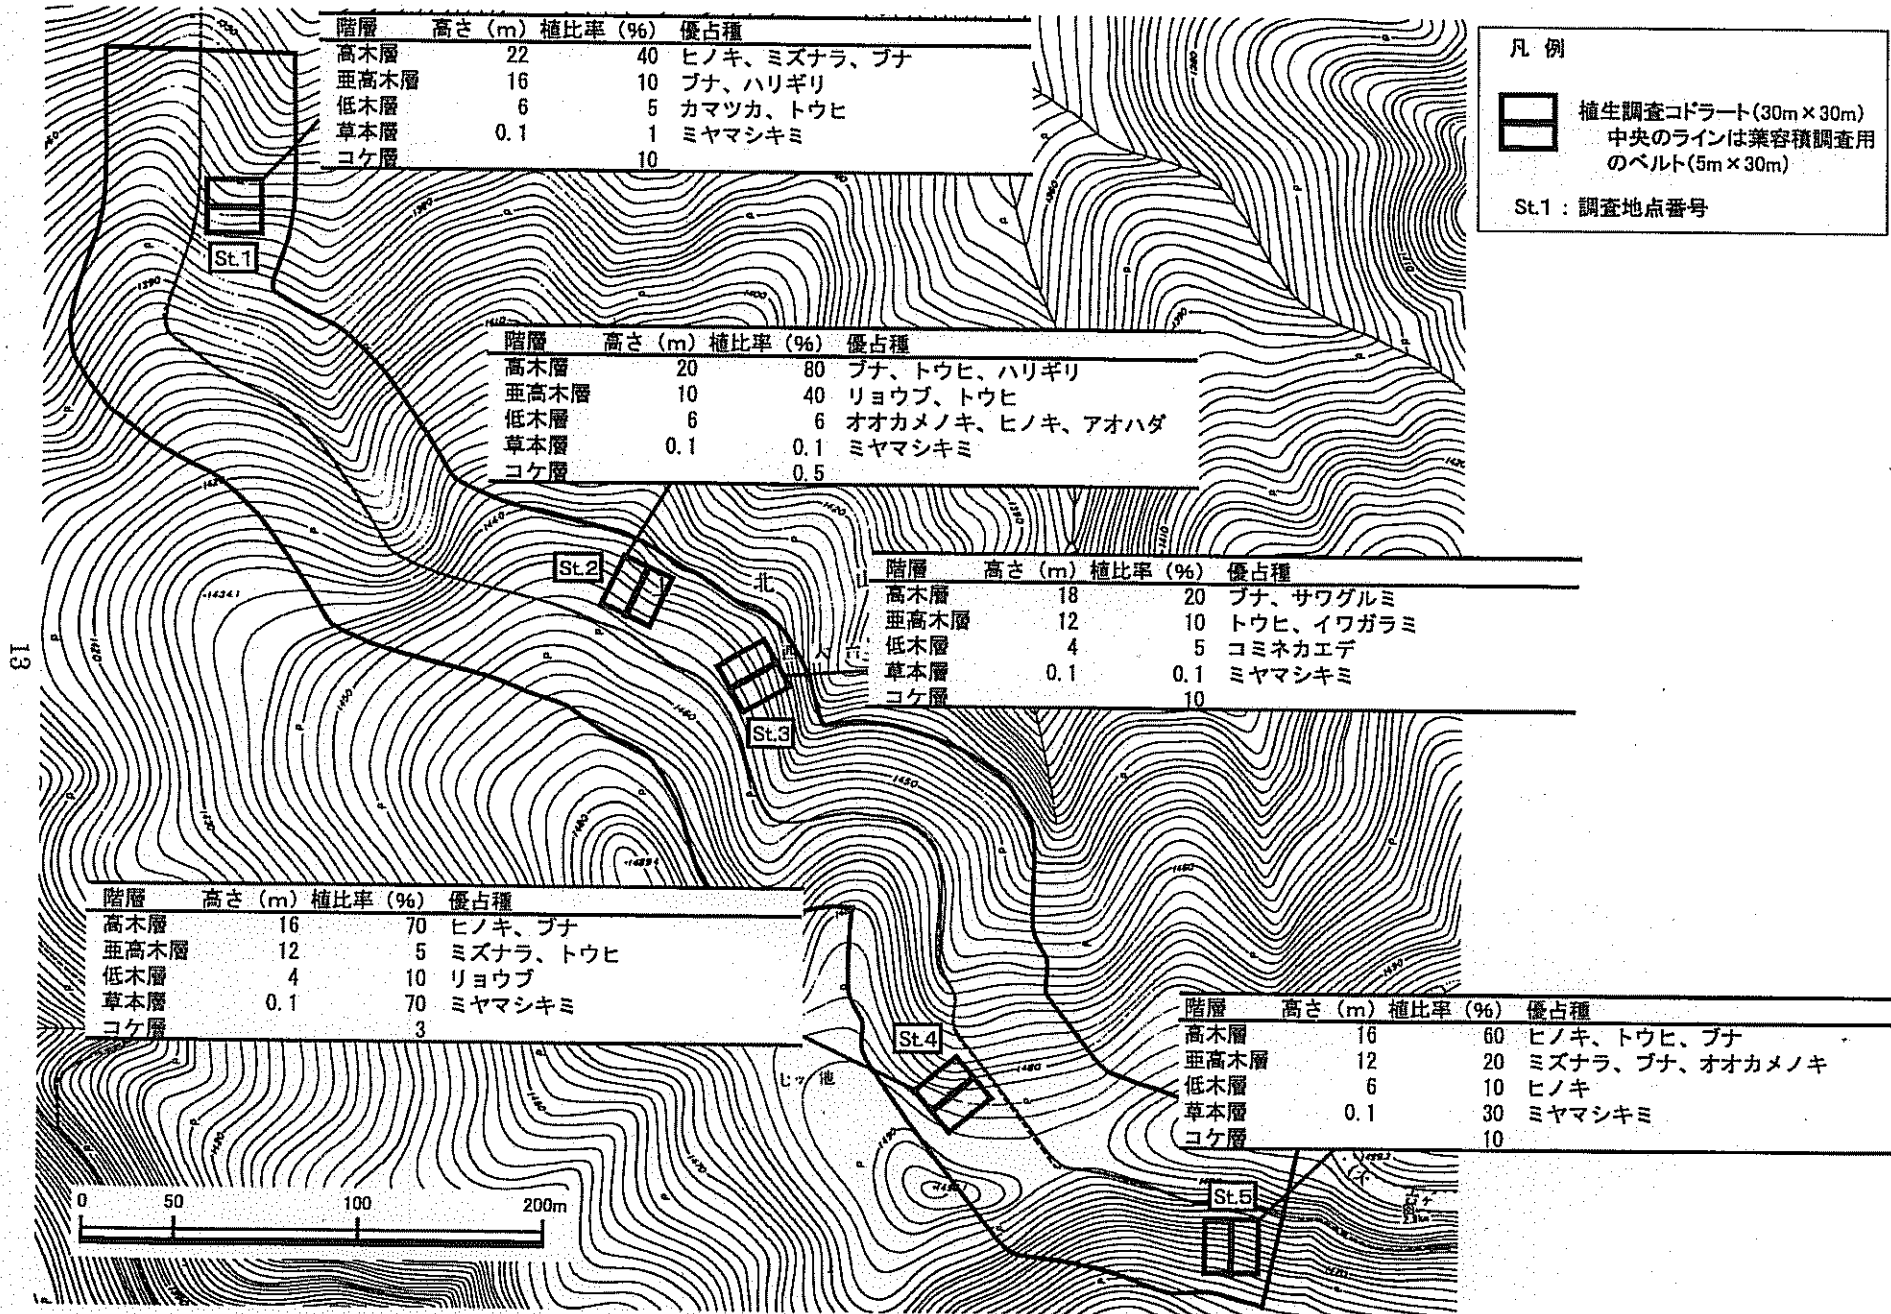 階層 高さ (m) 植比率 (%) 優占種
高木層 22 40 ヒノキ、ミズナラ、ブナ
亜高木層 16 10 ブナ、ハリギリ
低木層 6 5 カマツカ、トウヒ
草本層 0.1 1 ミヤマシキミ
コケ層 10
凡 例
植生調査コドラート(30m×30m)
中央のラインは葉容積調査用
のベルト(5m×30m)
St.1 : 調査地点番号
St.1
階層 高さ (m) 植比率 (%) 優占種
高木層 20 80 ブナ、トウヒ、ハリギリ
亜高木層 10 40 リョウブ、トウヒ
低木層 6 6 オオカメノキ、ヒノキ、アオハダ
草本層 0.1 0.1 ミヤマシキミ
コケ層 0.5
St.2
北
階層 高さ (m) 植比率 (%) 優占種
高木層 18 20 ブナ、サワグルミ
亜高木層 12 10 トウヒ、イワガラミ
低木層 4 5 コミネカエデ
草本層 0.1 0.1 ミヤマシキミ
コケ層 10
St.3
13
階層 高さ (m) 植比率 (%) 優占種
高木層 16 70 ヒノキ、ブナ
亜高木層 12 5 ミズナラ、トウヒ
低木層 4 10 リョウブ
草本層 0.1 70 ミヤマシキミ
コケ層 3
St.4
階層 高さ (m) 植比率 (%) 優占種
高木層 16 60 ヒノキ、トウヒ、ブナ
亜高木層 12 20 ミズナラ、ブナ、オオカメノキ
低木層 6 10 ヒノキ
草本層 0.1 30 ミヤマシキミ
コケ層 10
St.5
0 50 100 200m